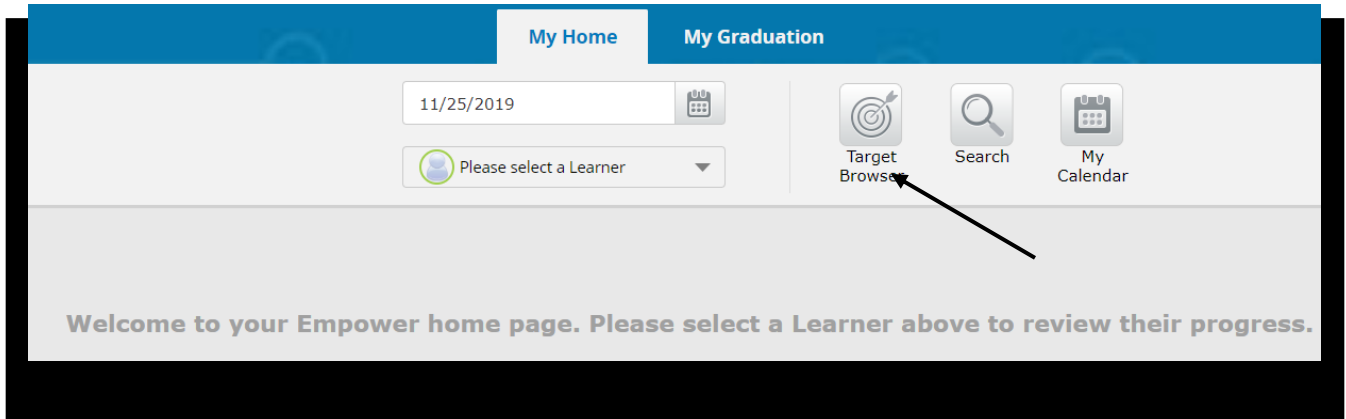 My Home
My Graduation
11/25/2019
Please select a Learner
Target
Browser
Search
My
Calendar
Welcome to your Empower home page. Please select a Learner above to review their progress.